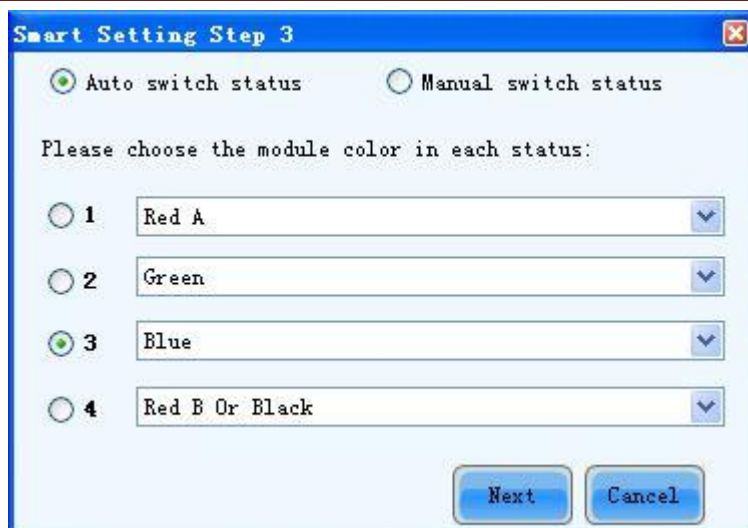 Smart Setting Step 3
Auto switch status Manual switch status
Please choose the module color in each status:
1 Red A
2 Green
3 Blue
4 Red B Or Black
Next Cancel